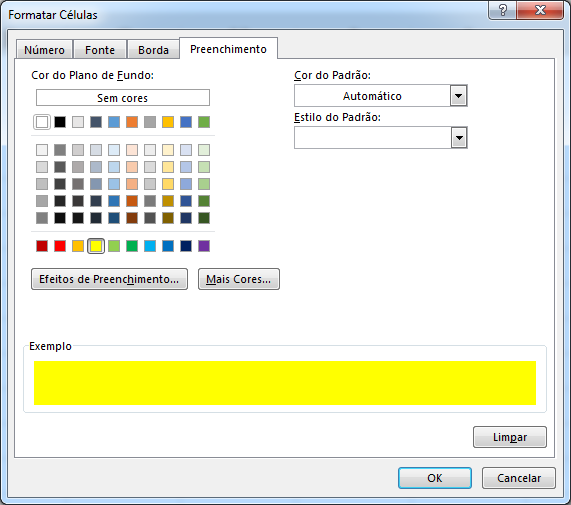 Formatar Células
Número Fonte Borda Preenchimento
Cor do Plano de Fundo:
Sem cores
Cor do Padrão:
Automático
Estilo do Padrão:
Efeitos de Preenchimento... Mais Cores...
Exemplo
Limpar
OK Cancelar